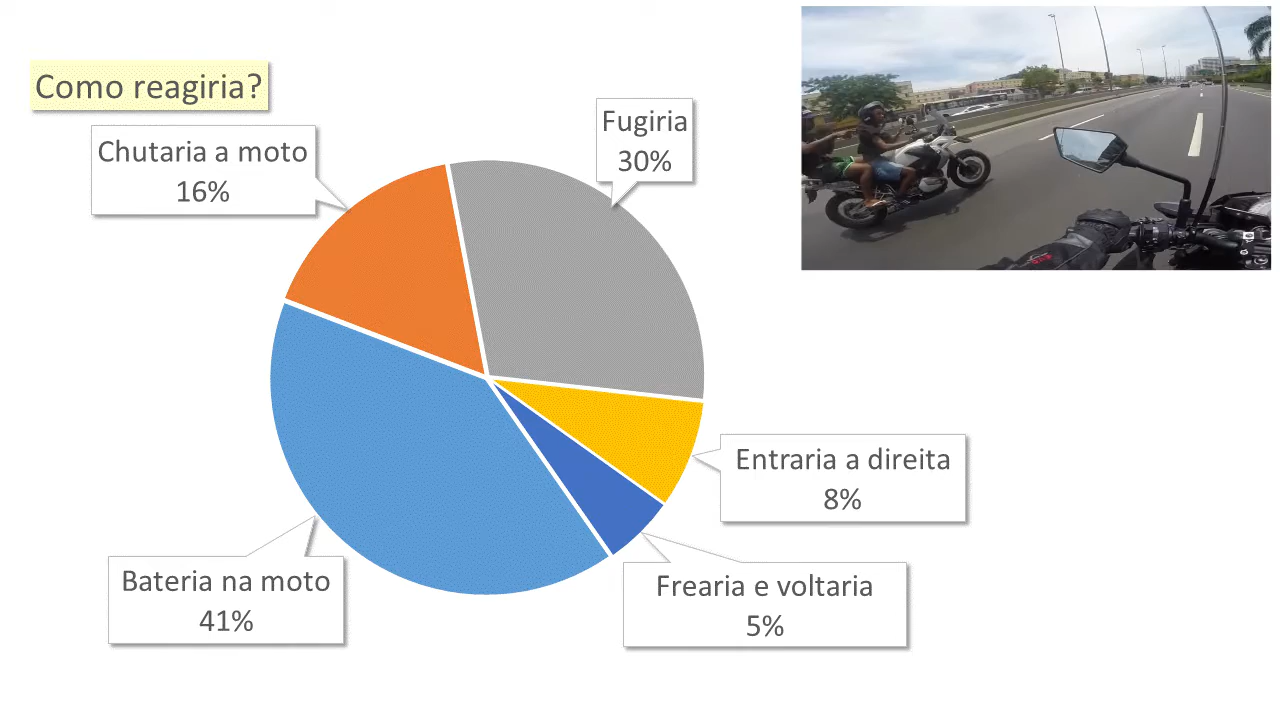 Como reagiria?
Chutaria a moto
16%
Fugiria
30%
Entraria a direita
8%
Bateria na moto
41%
Frearia e voltaria
5%